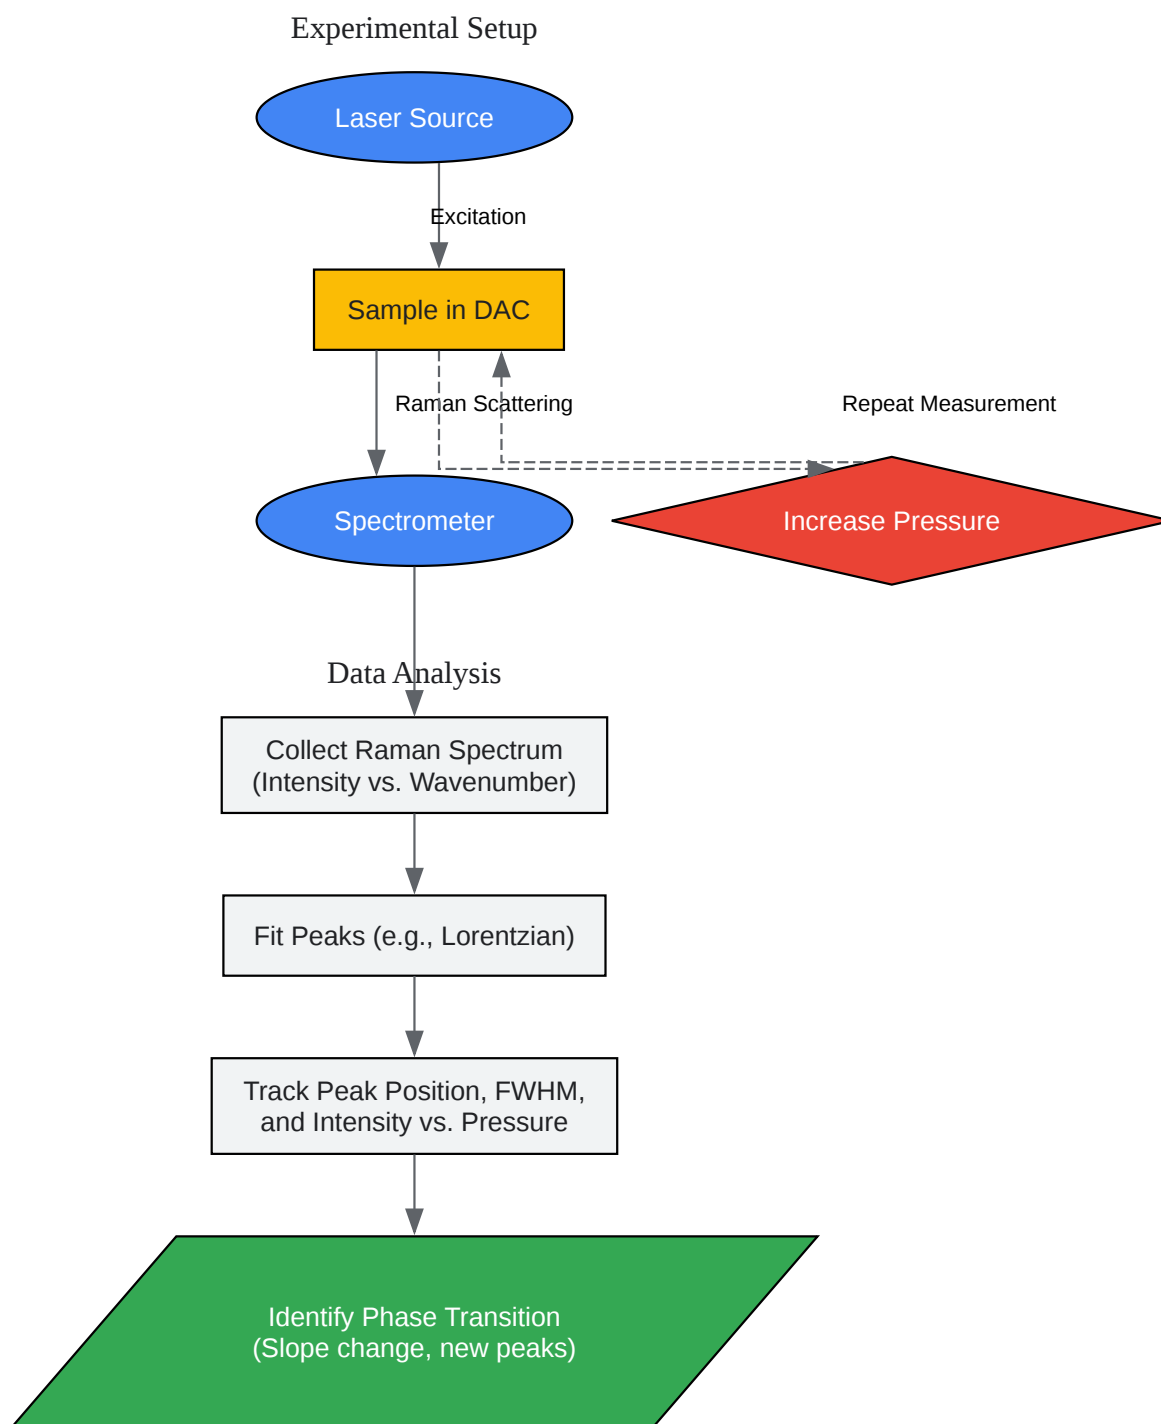 Experimental Setup
Laser Source
Excitation
Sample in DAC
Raman Scattering
Repeat Measurement
Spectrometer
Increase Pressure
Data Analysis
Collect Raman Spectrum
(Intensity vs. Wavenumber)
Fit Peaks (e.g., Lorentzian)
Track Peak Position, FWHM,
and Intensity vs. Pressure
Identify Phase Transition
(Slope change, new peaks)